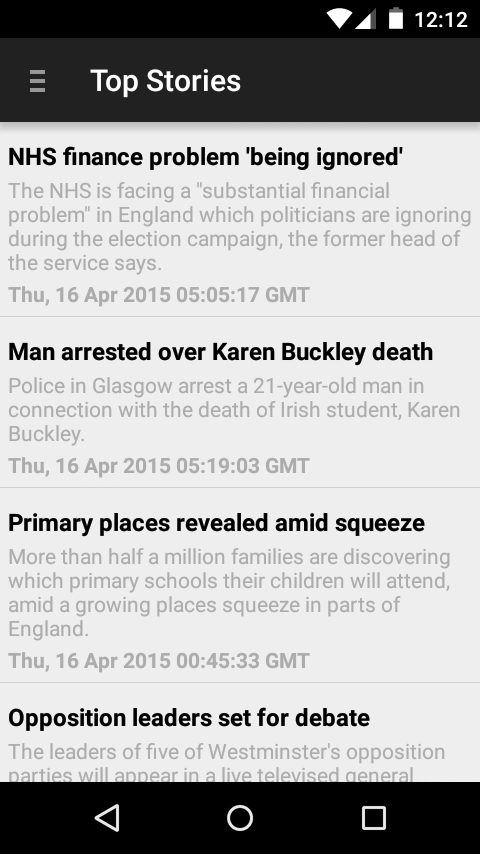 12:12
Top Stories
NHS finance problem 'being ignored'
The NHS is facing a "substantial financial
problem" in England which politicians are ignoring
during the election campaign, the former head of
the service says.
Thu, 16 Apr 2015 05:05:17 GMT
Man arrested over Karen Buckley death
Police in Glasgow arrest a 21-year-old man in
connection with the death of Irish student, Karen
Buckley.
Thu, 16 Apr 2015 05:19:03 GMT
Primary places revealed amid squeeze
More than half a million families are discovering
which primary schools their children will attend,
amid a growing places squeeze in parts of
England.
Thu, 16 Apr 2015 00:45:33 GMT
Opposition leaders set for debate
The leaders of five of Westminster's opposition
parties will appear in a live televised general